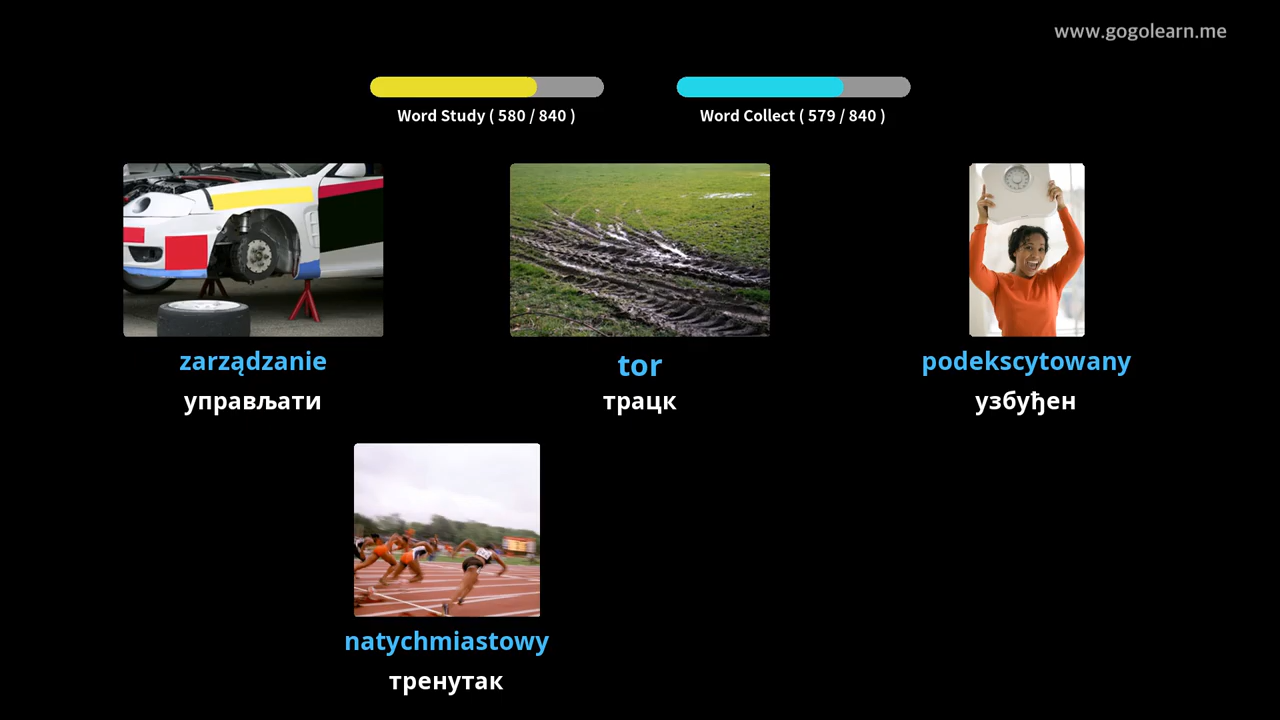 www.gogolearn.me
Word Study ( 580 / 840 )
Word Collect ( 579 / 840 )
zarządzanie
управљати
tor
трацк
podekscytowany
узбуђен
natychmiastowy
тренутак